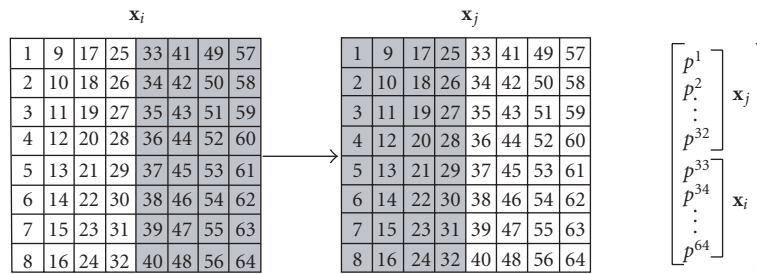 x_i x_j
1 9 17 25 33 41 49 57 1 9 17 25 33 41 49 57 p^1
2 10 18 26 34 42 50 58 2 10 18 26 34 42 50 58 p^2 x_j
3 11 19 27 35 43 51 59 3 11 19 27 35 43 51 59 ⋮
4 12 20 28 36 44 52 60 4 12 20 28 36 44 52 60 p^32
5 13 21 29 37 45 53 61 5 13 21 29 37 45 53 61 p^33
6 14 22 30 38 46 54 62 6 14 22 30 38 46 54 62 p^34 x_i
7 15 23 31 39 47 55 63 7 15 23 31 39 47 55 63 ⋮
8 16 24 32 40 48 56 64 8 16 24 32 40 48 56 64 p^64